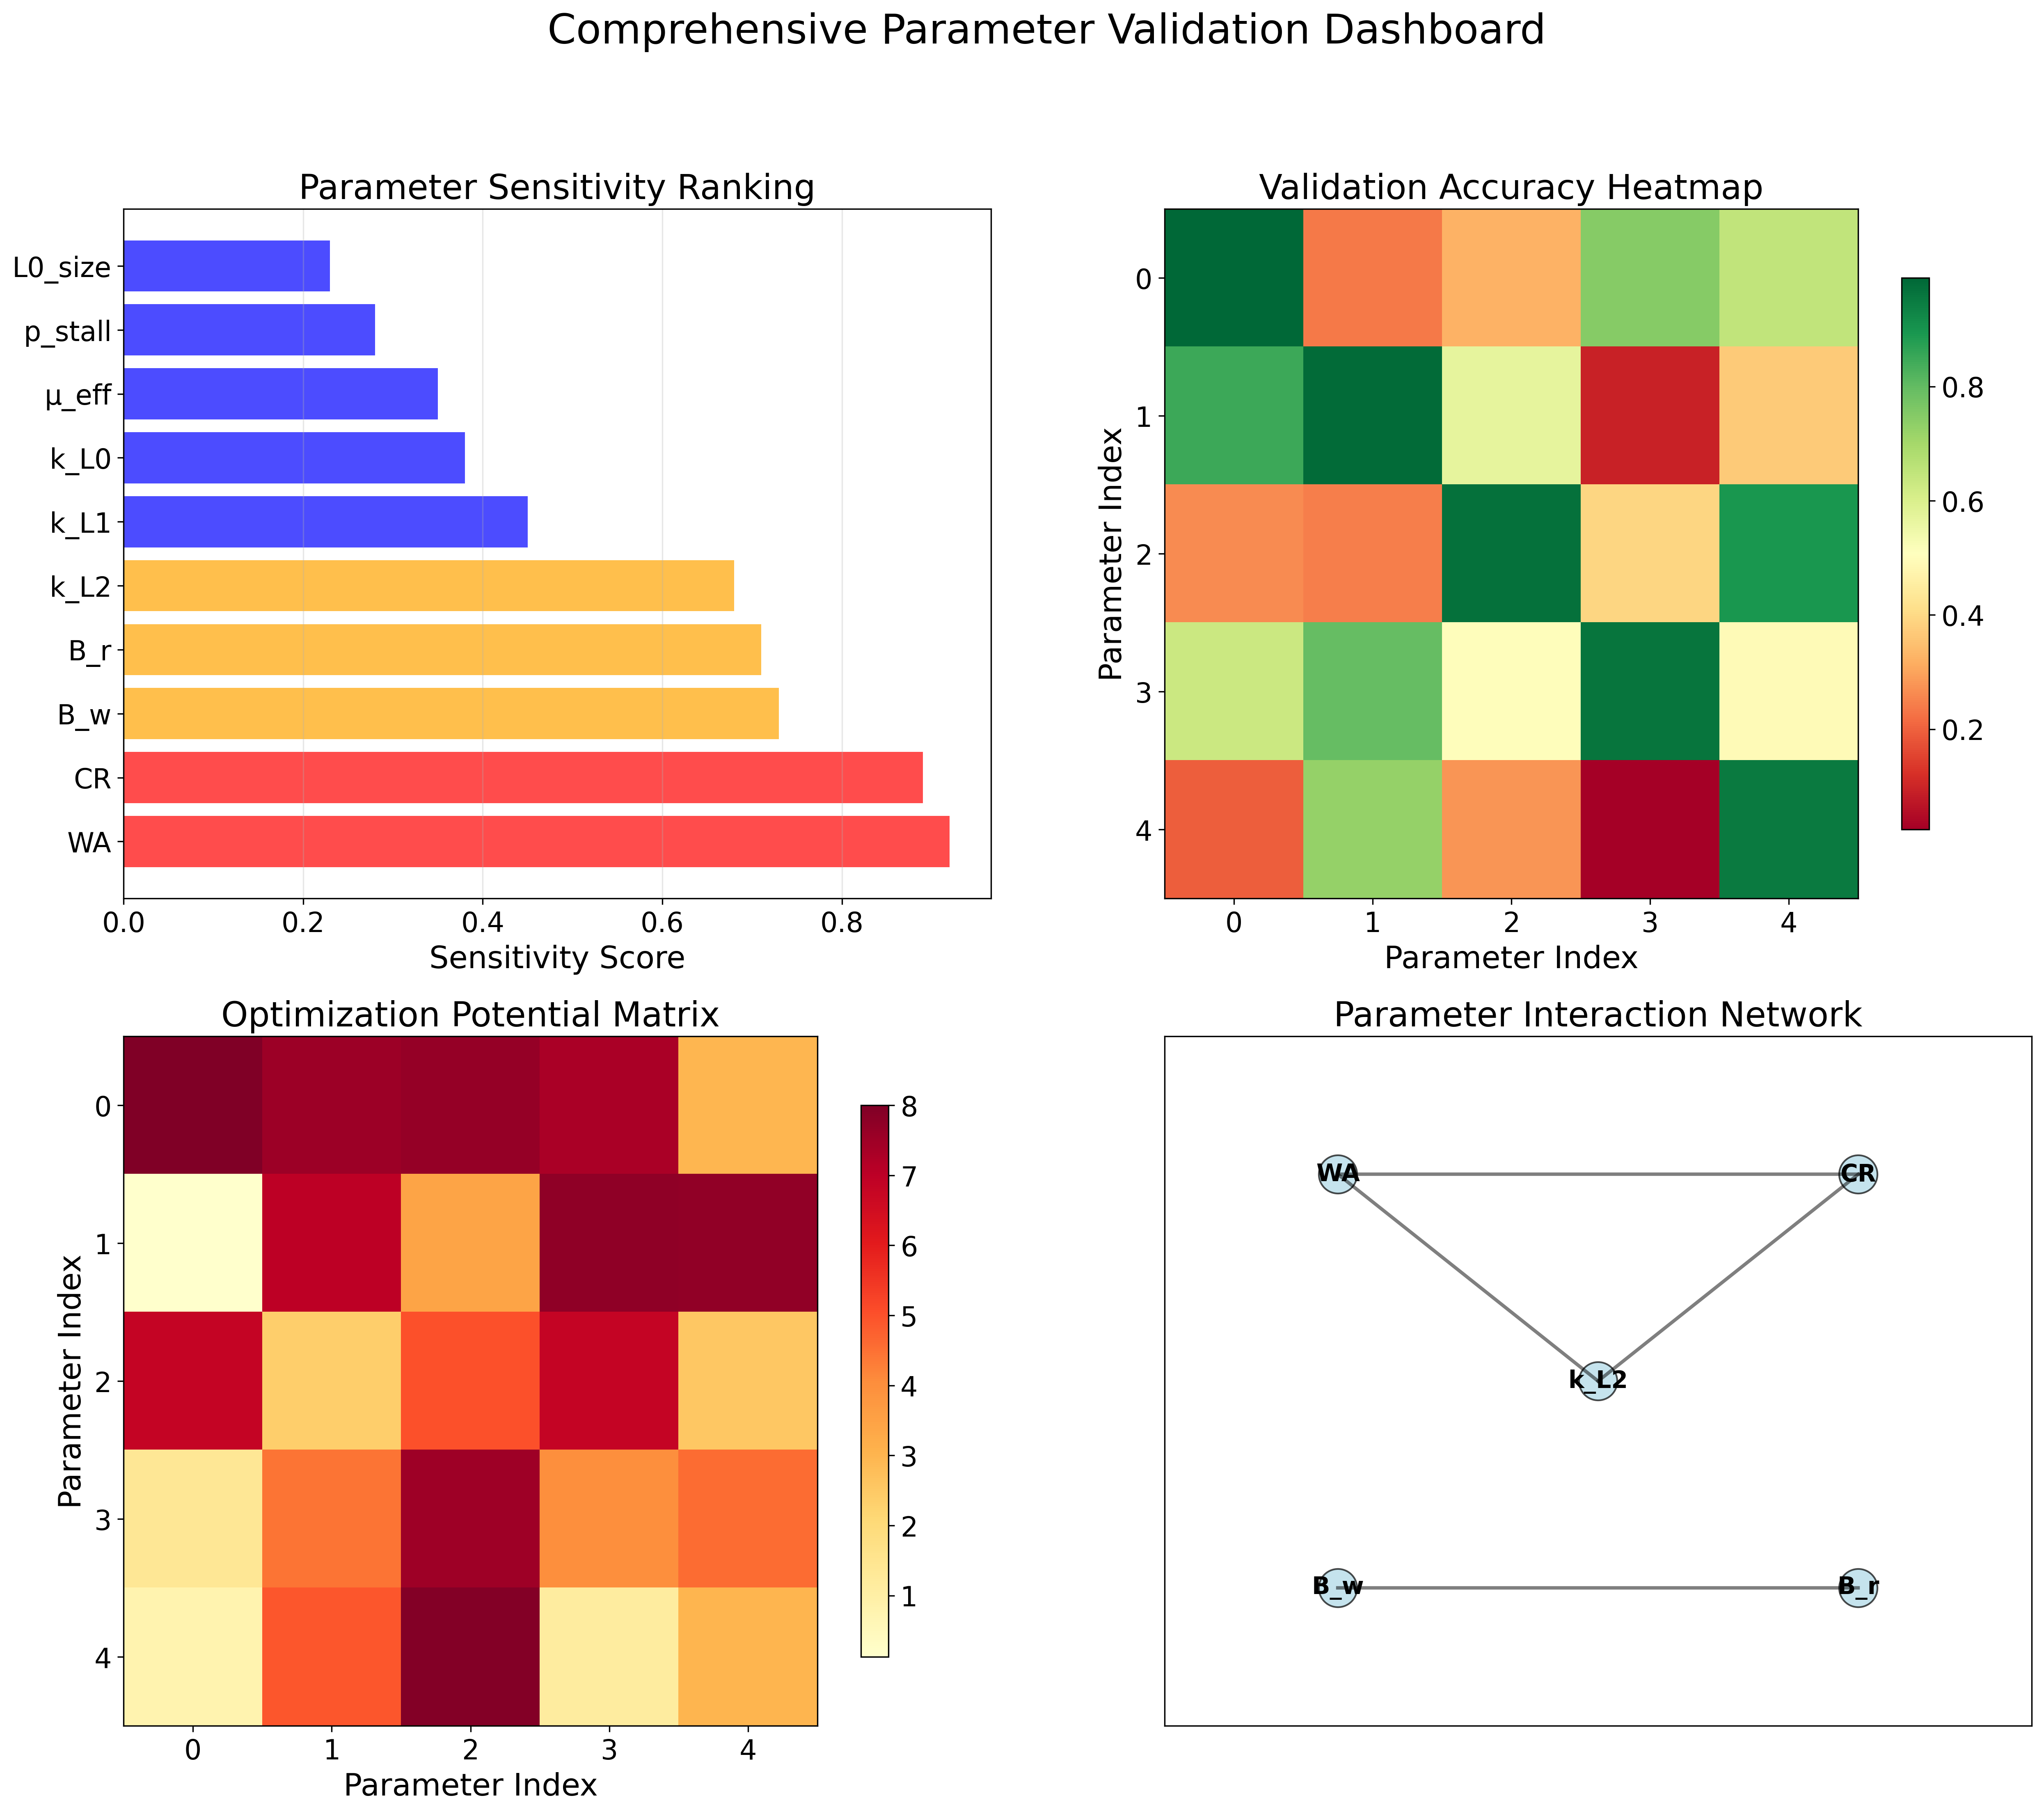 Comprehensive Parameter Validation Dashboard
Parameter Sensitivity Ranking
L0_size
p_stall
μ_eff
k_L0
k_L1
k_L2
B_r
B_w
CR
WA
0.0 0.2 0.4 0.6 0.8
Sensitivity Score
Validation Accuracy Heatmap
Parameter Index
0
1
2
3
4
0 1 2 3 4
Parameter Index
0.8
0.6
0.4
0.2
Optimization Potential Matrix
Parameter Index
0
1
2
3
4
0 1 2 3 4
Parameter Index
8
7
6
5
4
3
2
1
Parameter Interaction Network
WA CR
k_L2
B_w B_r